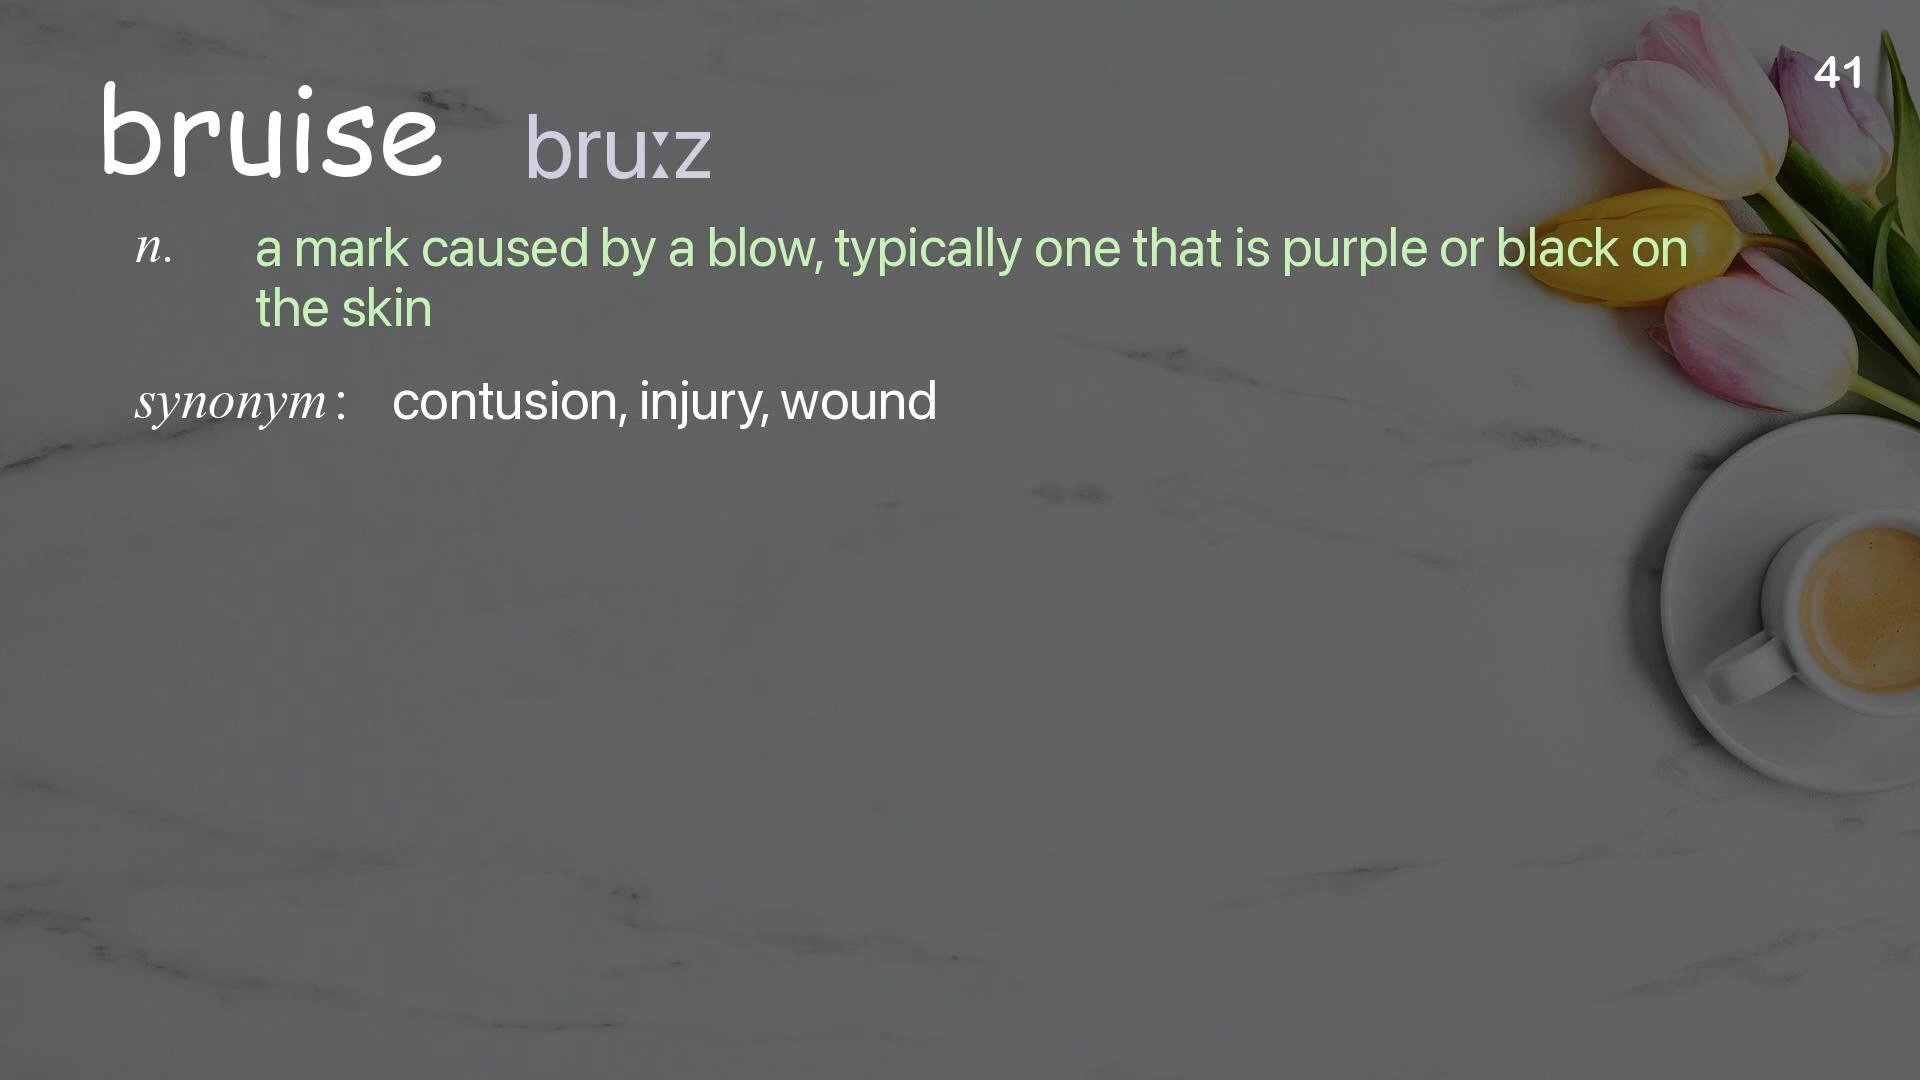 41
bruise bruːz
n. a mark caused by a blow, typically one that is purple or black on
the skin
synonym: contusion, injury, wound